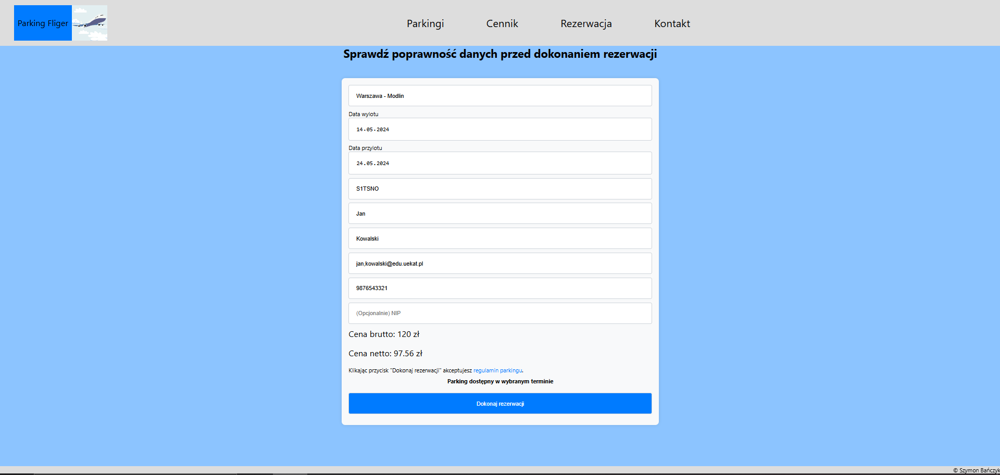 Parking Fliger
Parkingi Cennik Rezerwacja Kontakt
Sprawdź poprawność danych przed dokonaniem rezerwacji
Warszawa - Modlin
Data wylotu
14.05.2024
Data przylotu
24.05.2024
S1TSNO
Jan
Kowalski
jan,kowalski@edu.uekat.pl
9876543321
(Opcjonalnie) NIP
Cena brutto: 120 zł
Cena netto: 97.56 zł
Klikając przycisk "Dokonaj rezerwacji" akceptujesz regulamin parkingu.
Parking dostępny w wybranym terminie
Dokonaj rezerwacji
© Szymon Bańczyk